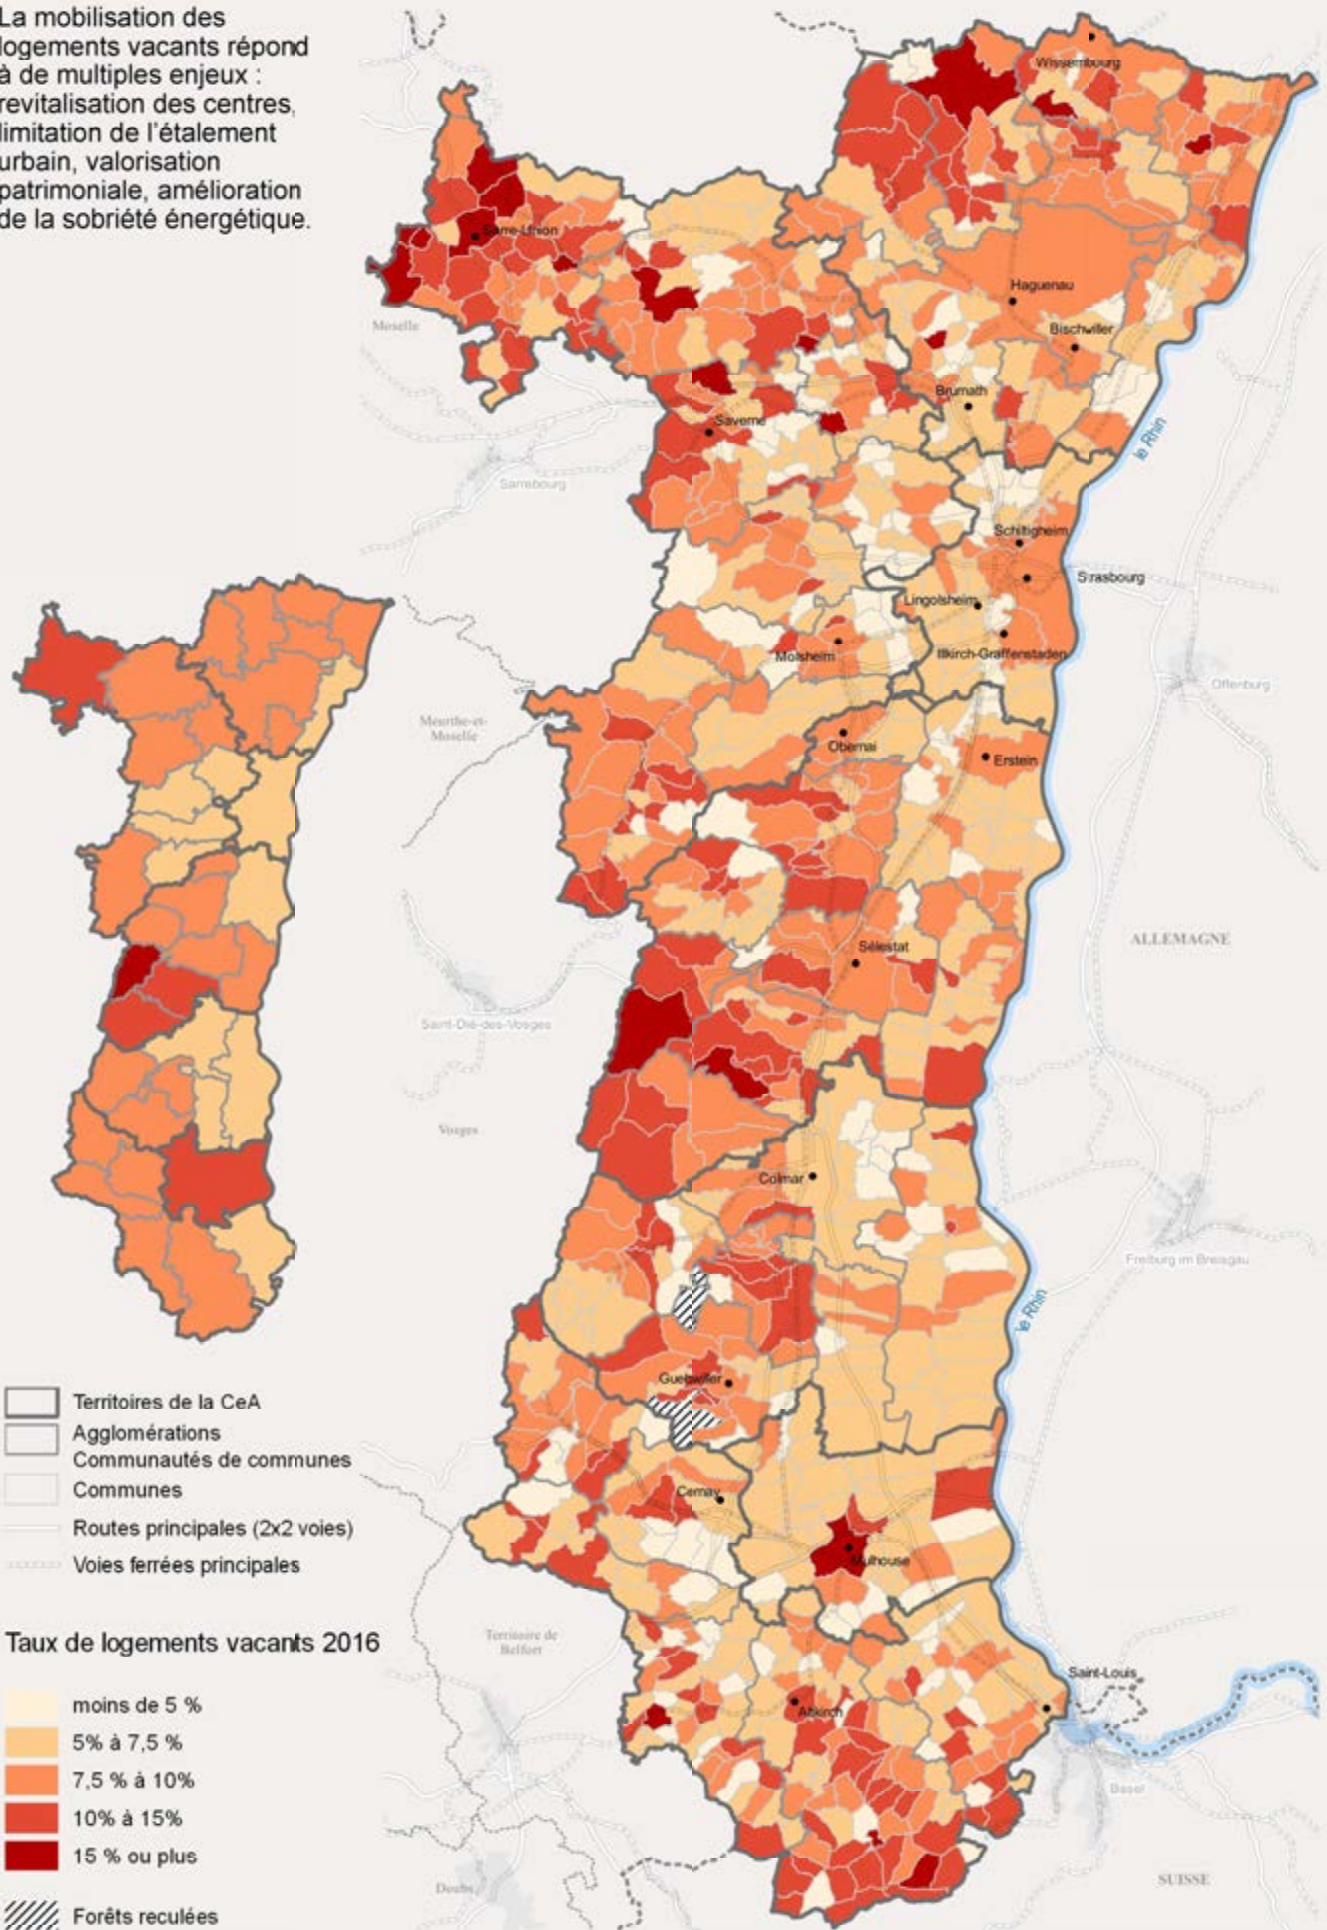 La mobilisation des
logements vacants répond
à de multiples enjeux :
revitalisation des centres,
limitation de l'étalement
urbain, valorisation
patrimoniale, amélioration
de la sobriété énergétique.
Wissembourg
Sarre-Union
Haguenau
Bischwiller
Moselle
Brumath
Saverne
le Rhin
Sarrebourg
Schiltigheim
Strasbourg
Lingolsheim
Molsheim
Illkirch-Graffenstaden
Offenburg
Meurthe-et-
Moselle
Obernai
Erstein
Sélestat
ALLEMAGNE
Saint-Dié-des-Vosges
Vosges
Colmar
Freiburg im Breisgau
le Rhin
Guebwiller
Territoires de la CeA
Agglomérations
Communautés de communes
Communes
Routes principales (2x2 voies)
Voies ferrées principales
Cernay
Mulhouse
Territoire de
Belfort
Saint-Louis
Altkirch
Basel
Doubs
SUISSE
Taux de logements vacants 2016
moins de 5 %
5% à 7,5 %
7,5 % à 10%
10% à 15%
15 % ou plus
Forêts reculées